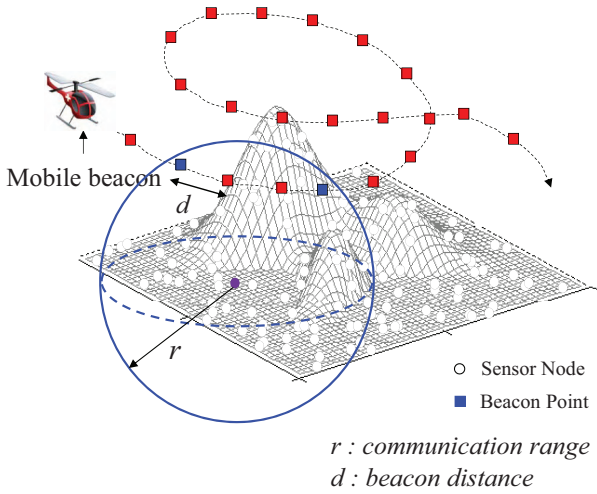 Mobile beacon
d
r
Sensor Node
Beacon Point
r : communication range
d : beacon distance